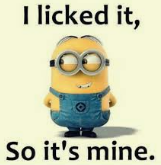 I licked it,
So it's mine.